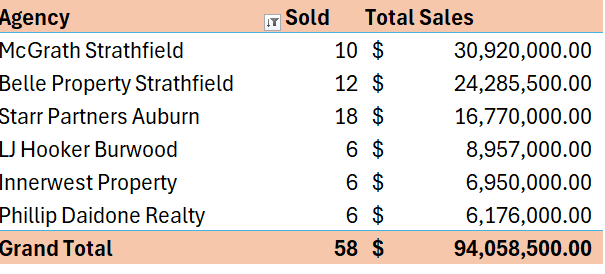 Agency Sold Total Sales
McGrath Strathfield 10 $ 30,920,000.00
Belle Property Strathfield 12 $ 24,285,500.00
Starr Partners Auburn 18 $ 16,770,000.00
LJ Hooker Burwood 6 $ 8,957,000.00
Innerwest Property 6 $ 6,950,000.00
Phillip Daidone Realty 6 $ 6,176,000.00
Grand Total 58 $ 94,058,500.00